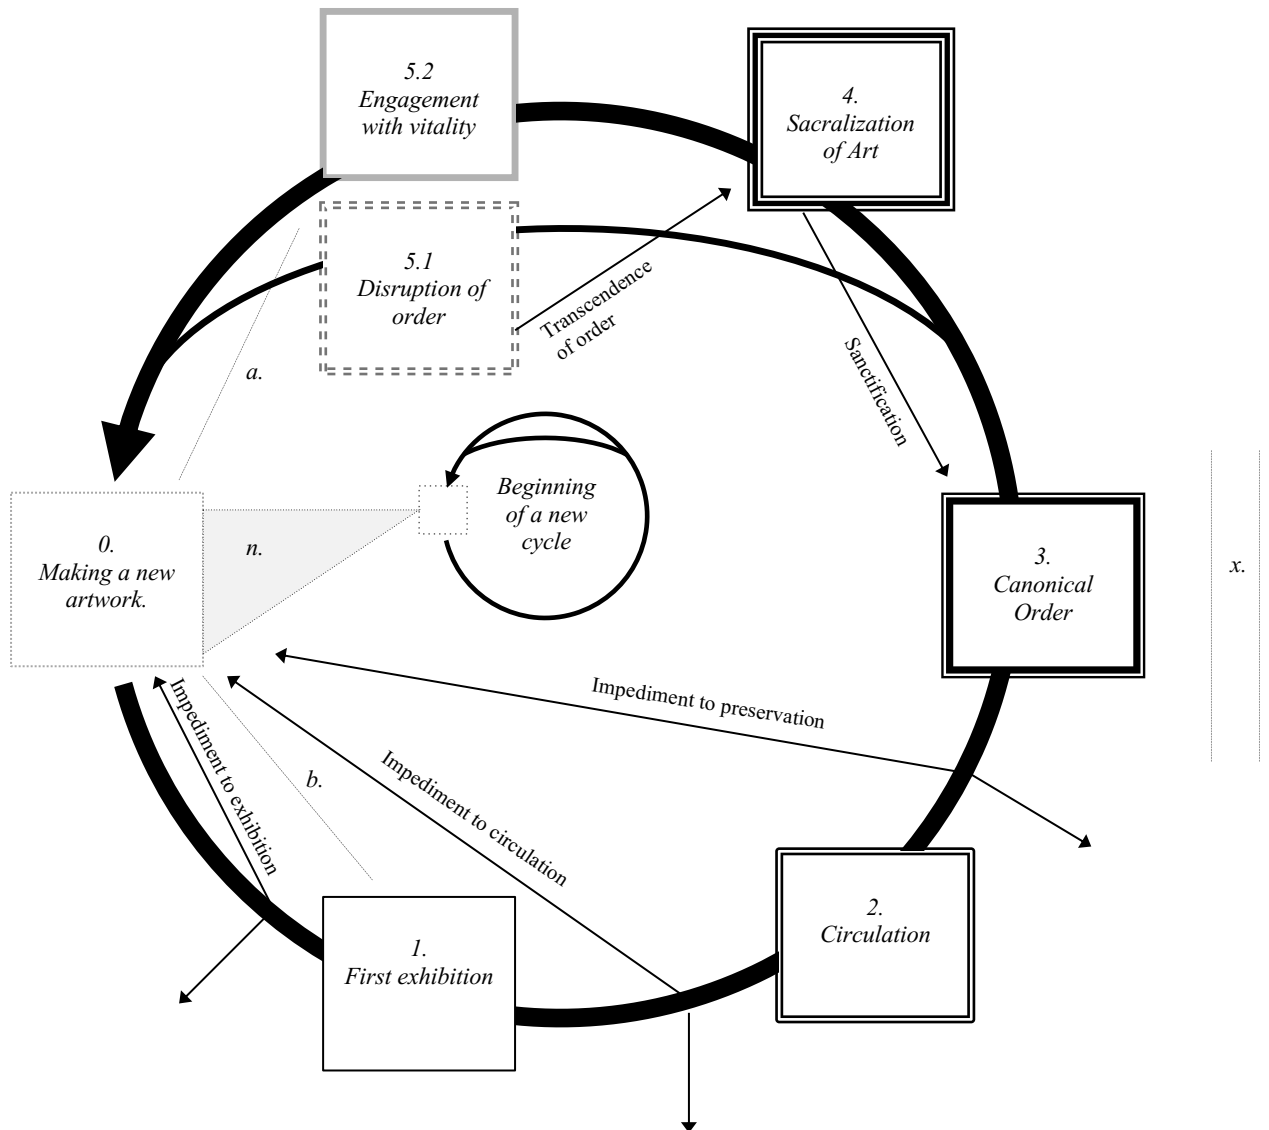 5.2
Engagement
with vitality
4.
Sacralization
of Art
5.1
Disruption of
order
Transcendence
of order
Sanctification
a.
Beginning
of a new
cycle
0.
Making a new
artwork.
n.
3.
Canonical
Order
x.
Impediment to preservation
Impediment to exhibition
b.
Impediment to circulation
2.
Circulation
1.
First exhibition